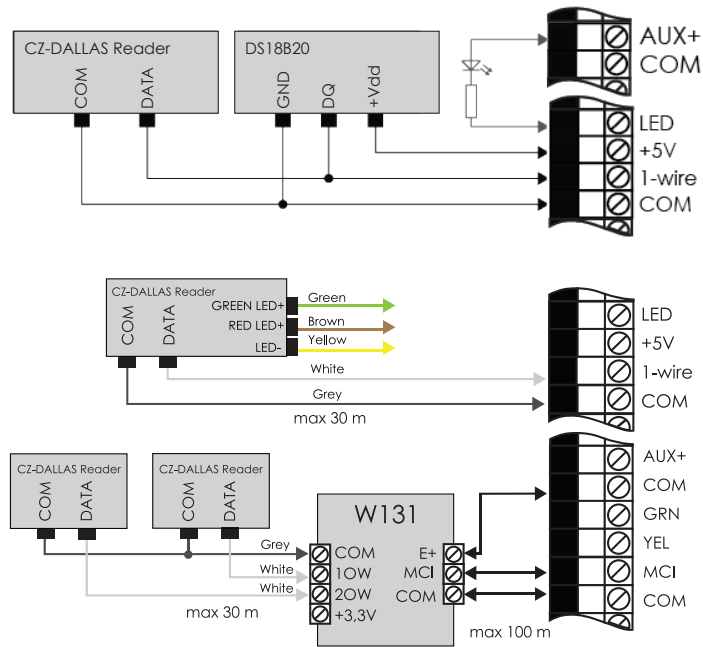 CZ-DALLAS Reader
COM
DATA
DS18B20
GND
DQ
+Vdd
AUX+
COM
LED
+5V
1-wire
COM
CZ-DALLAS Reader
COM
DATA
GREEN LED+
RED LED+
LED-
Green
Brown
Yellow
White
Grey
max 30 m
LED
+5V
1-wire
COM
CZ-DALLAS Reader
COM
DATA
CZ-DALLAS Reader
COM
DATA
Grey
White
White
max 30 m
W131
COM
1OW
2OW
+3,3V
E+
MCI
COM
max 100 m
AUX+
COM
GRN
YEL
MCI
COM